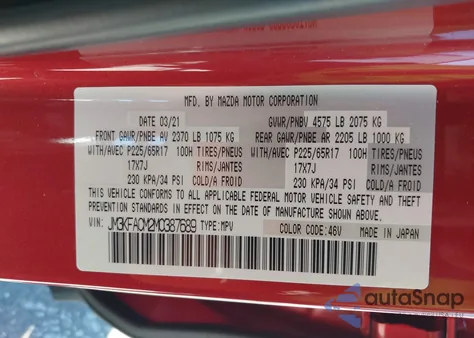 MFD. BY MAZDA MOTOR CORPORATION
DATE 03/21 GVWR/PNBV 4575 LB 2075 KG
FRONT GAWR/PNBE AV 2370 LB 1075 KG REAR GAWR/PNBE AR 2205 LB 1000 KG
WITH/AVEC P225/65R17 100H TIRES/PNEUS WITH/AVEC P225/65R17 100H TIRES/PNEUS
17X7J RIMS/JANTES 17X7J RIMS/JANTES
230 KPA/34 PSI COLD/A FROID 230 KPA/34 PSI COLD/A FROID
THIS VEHICLE CONFORMS TO ALL APPLICABLE FEDERAL MOTOR VEHICLE SAFETY AND THEFT
PREVENTION STANDARDS IN EFFECT ON THE DATE OF MANUFACTURE SHOWN ABOVE.
VIN: JM3KFACM2M0387689 TYPE: MPV COLOR CODE: 46V MADE IN JAPAN
autoSnap